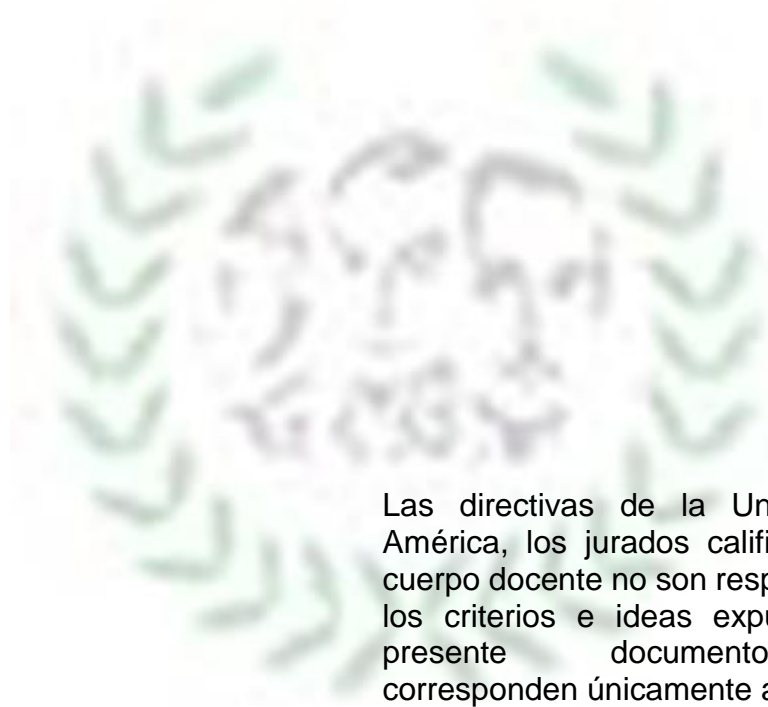 Las directivas de la
América, los jurados
cuerpo docente no son
los criterios e ideas
presente documento
corresponden únicamente